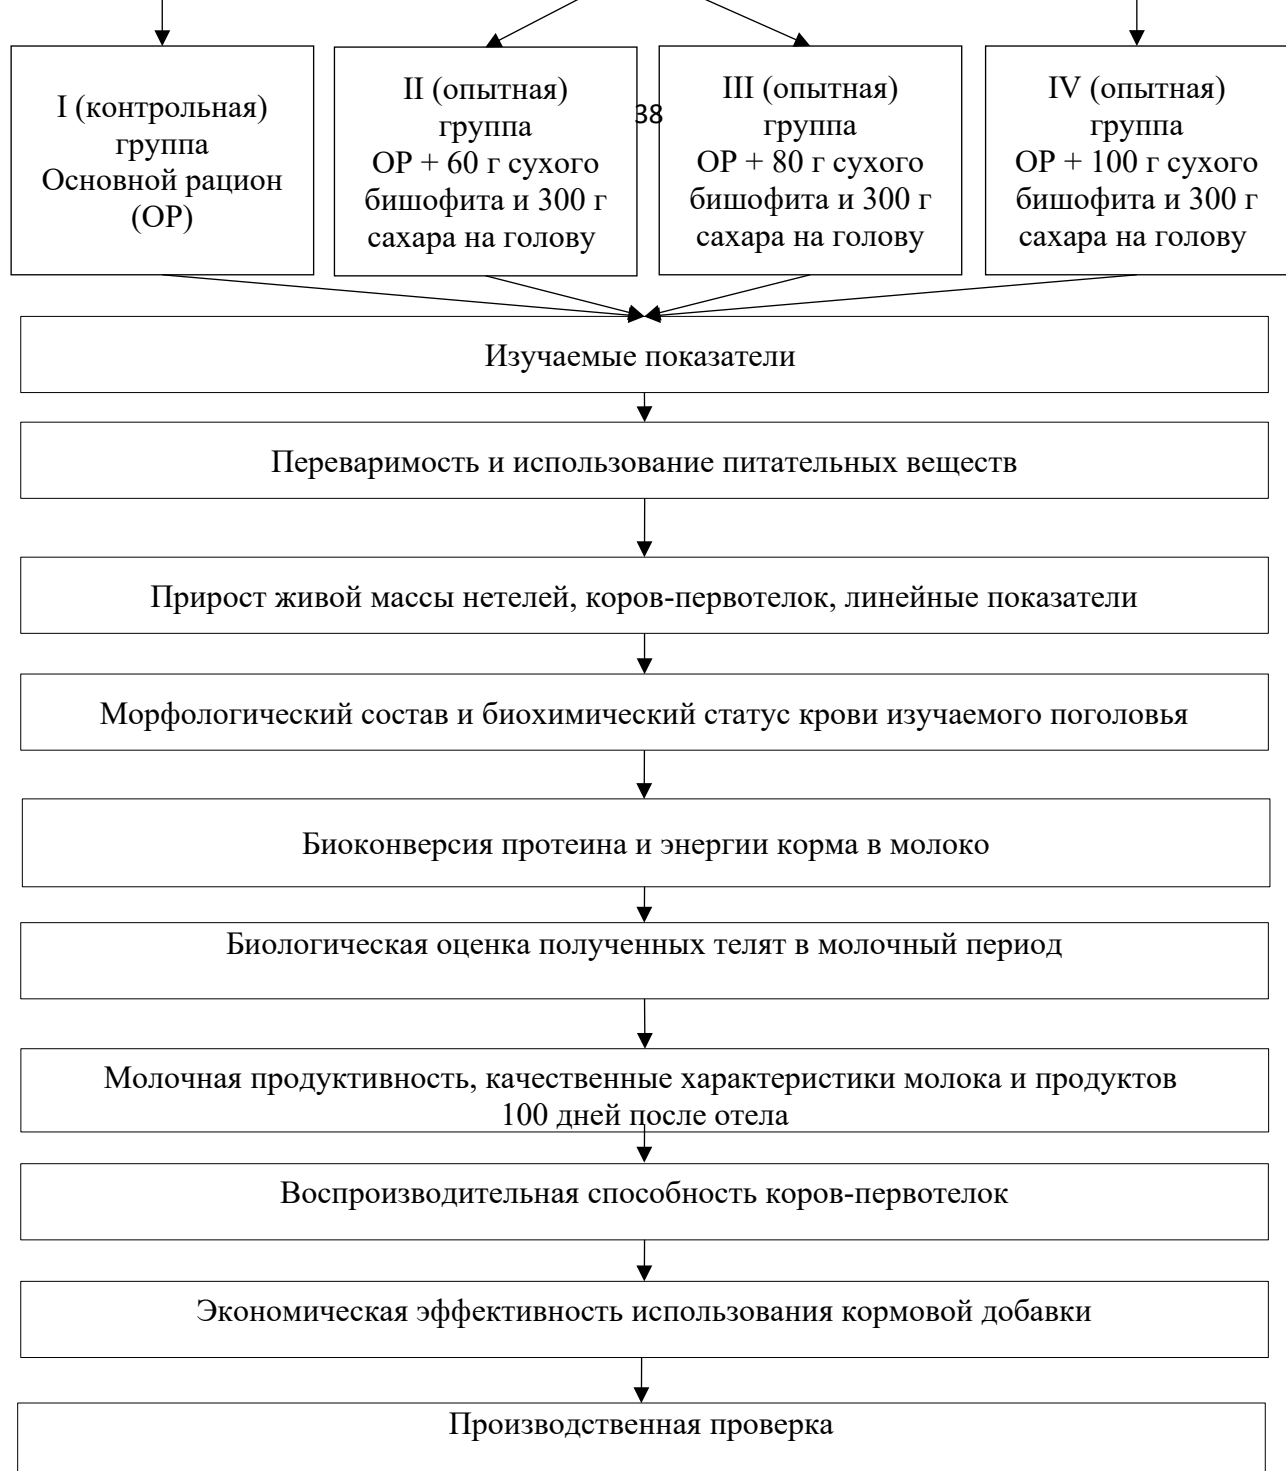 I (контрольная)
группа
Основной рацион
(ОР)
II (опытная)
группа
ОР + 60 г сухого
бишофита и 300 г
сахара на голову
38
III (опытная)
группа
ОР + 80 г сухого
бишофита и 300 г
сахара на голову
IV (опытная)
группа
ОР + 100 г сухого
бишофита и 300 г
сахара на голову
Изучаемые показатели
Переваримость и использование питательных веществ
Прирост живой массы нетелей, коров-первотелок, линейные показатели
Морфологический состав и биохимический статус крови изучаемого поголовья
Биоконверсия протеина и энергии корма в молоко
Биологическая оценка полученных телят в молочный период
Молочная продуктивность, качественные характеристики молока и продуктов
100 дней после отела
Воспроизводительная способность коров-первотелок
Экономическая эффективность использования кормовой добавки
Производственная проверка